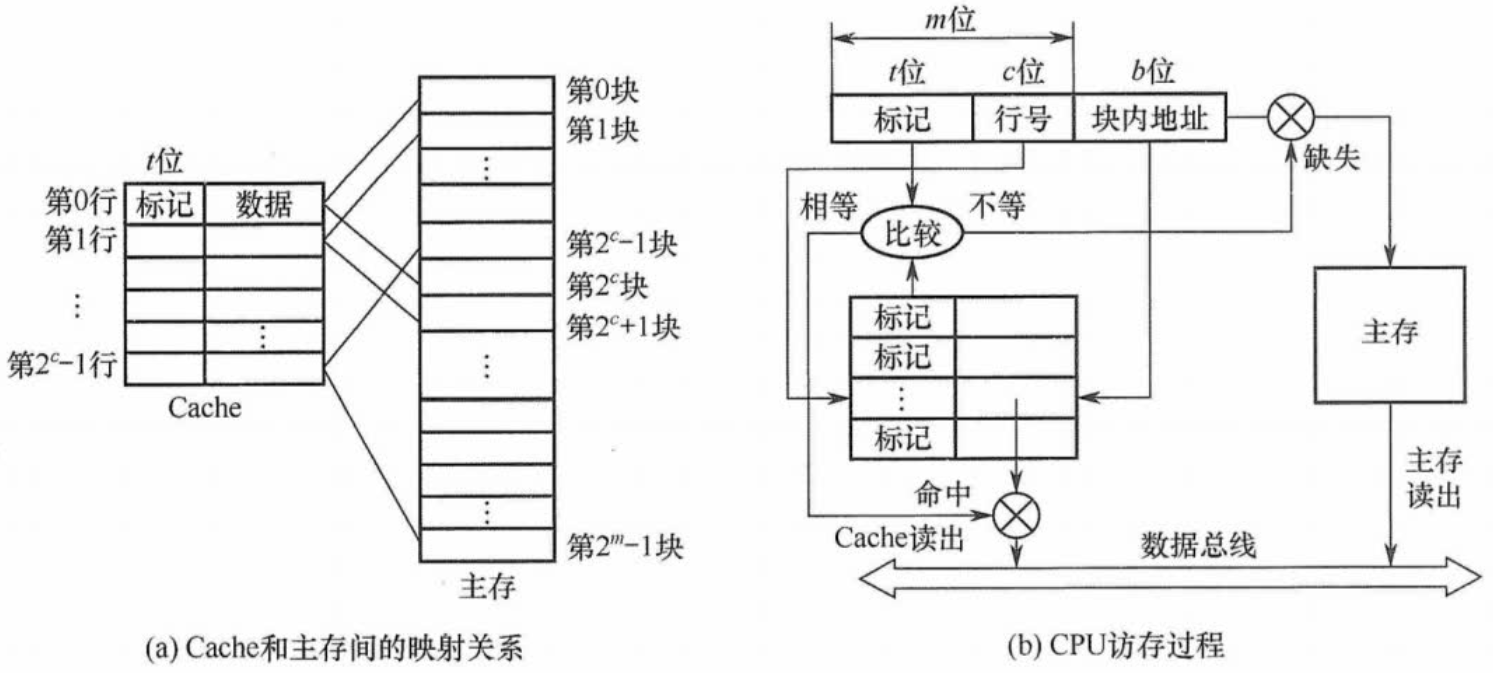 t位
第0行 标记 数据
第1行
⋮
⋮
第2ᶜ−1行
Cache
第0块
第1块
⋮
第2ᶜ−1块
第2ᶜ块
第2ᶜ+1块
⋮
⋮
第2ᵐ−1块
主存
(a) Cache和主存间的映射关系
m位
t位 c位 b位
标记 行号 块内地址
缺失
相等 不等
比较
标记
标记
⋮
标记
主存
命中
Cache读出
主存
读出
数据总线
(b) CPU访存过程